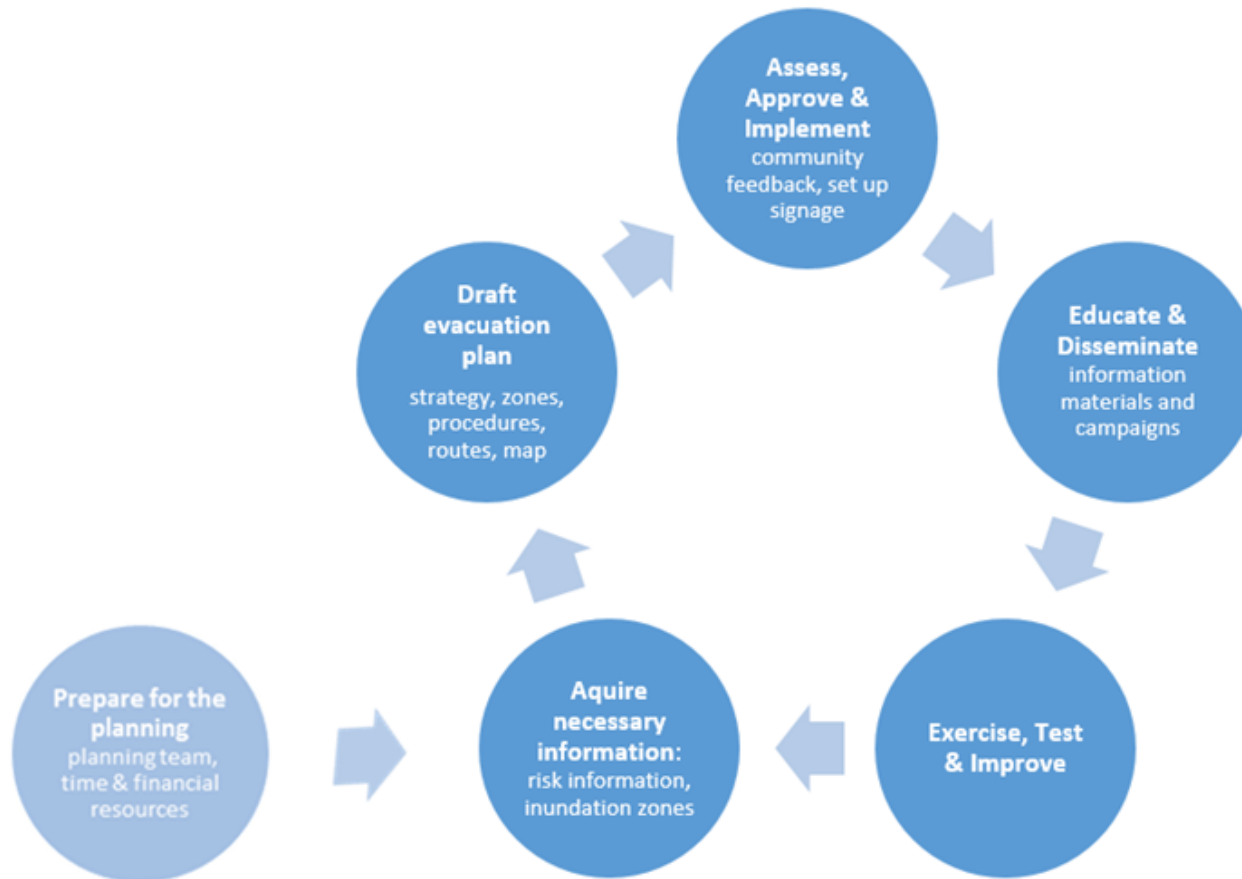 Prepare for the
planning
planning team,
time & financial
resources
Aquire
necessary
information:
risk information,
inundation zones
Draft
evacuation
plan
strategy, zones,
procedures,
routes, map
Assess,
Approve &
Implement
community
feedback, set up
signage
Educate &
Disseminate
information
materials and
campaigns
Exercise, Test
& Improve